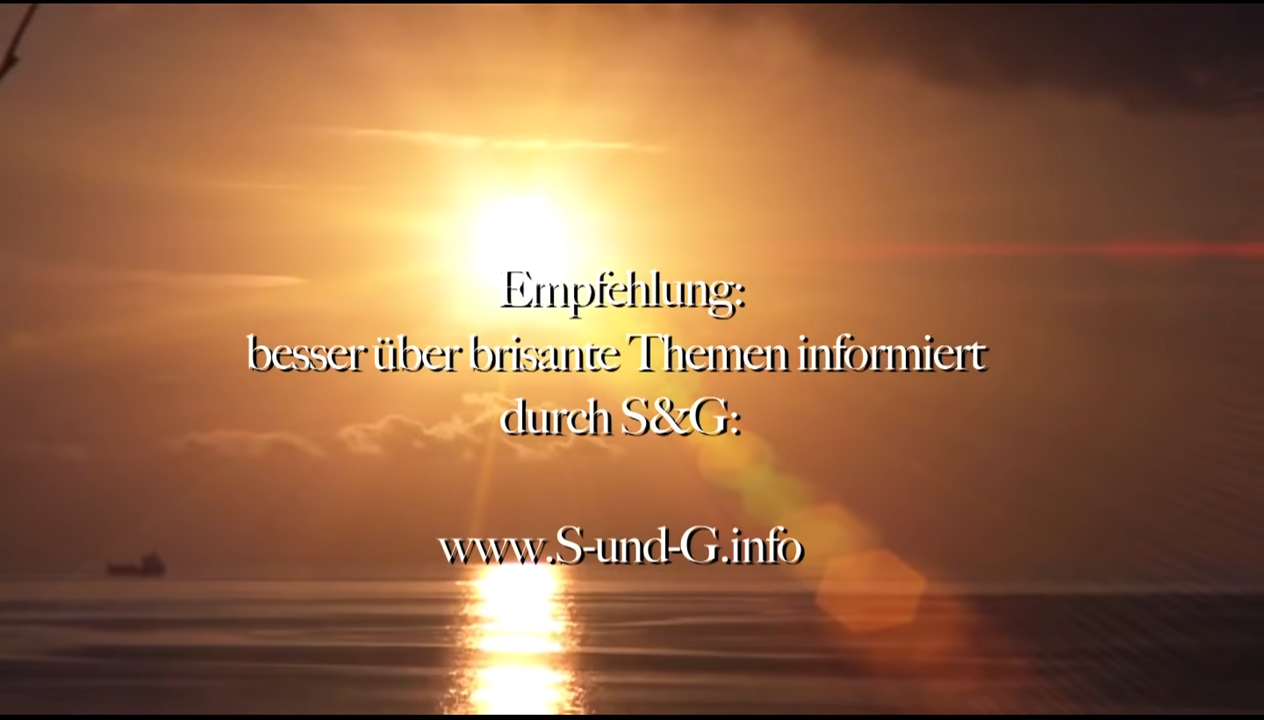 Empfehlung:
besser über brisante Themen informiert
durch S&G:
www.S-und-G.info